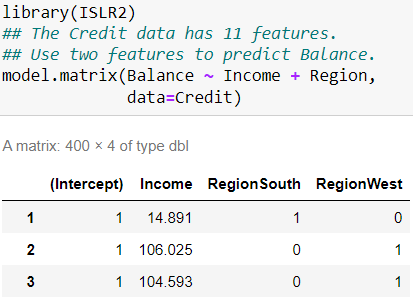 library(ISLR2)
## The Credit data has 11 features.
## Use two features to predict Balance.
model.matrix(Balance ~ Income + Region,
data=Credit)
A matrix: 400 × 4 of type dbl
(Intercept) Income RegionSouth RegionWest
1 1 14.891 1 0
2 1 106.025 0 1
3 1 104.593 0 1